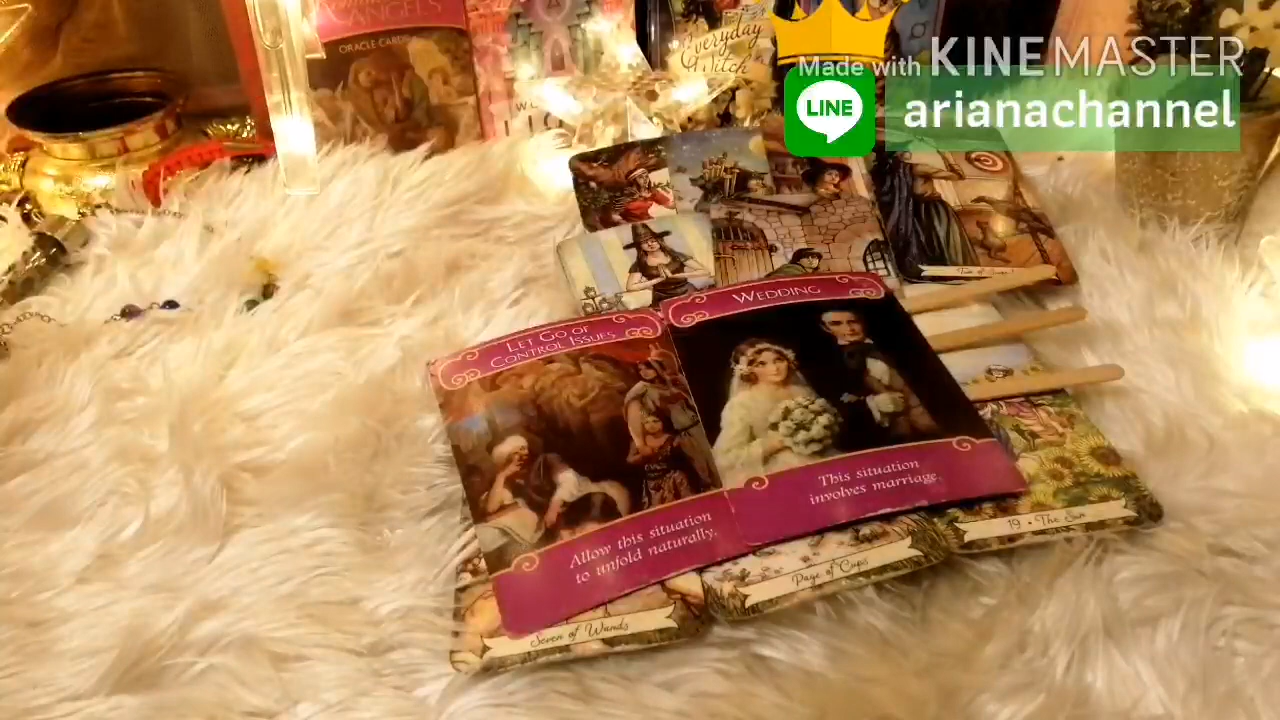 ANGELS
ORACLE CARDS
Everyday
Witch
Made with KINEMASTER
LINE
arianachannel
LET GO OF
CONTROL ISSUES
WEDDING
This situation
involves marriage.
Allow this situation
to unfold naturally.
19 • The Sun
Page of Cups
Seven of Wands